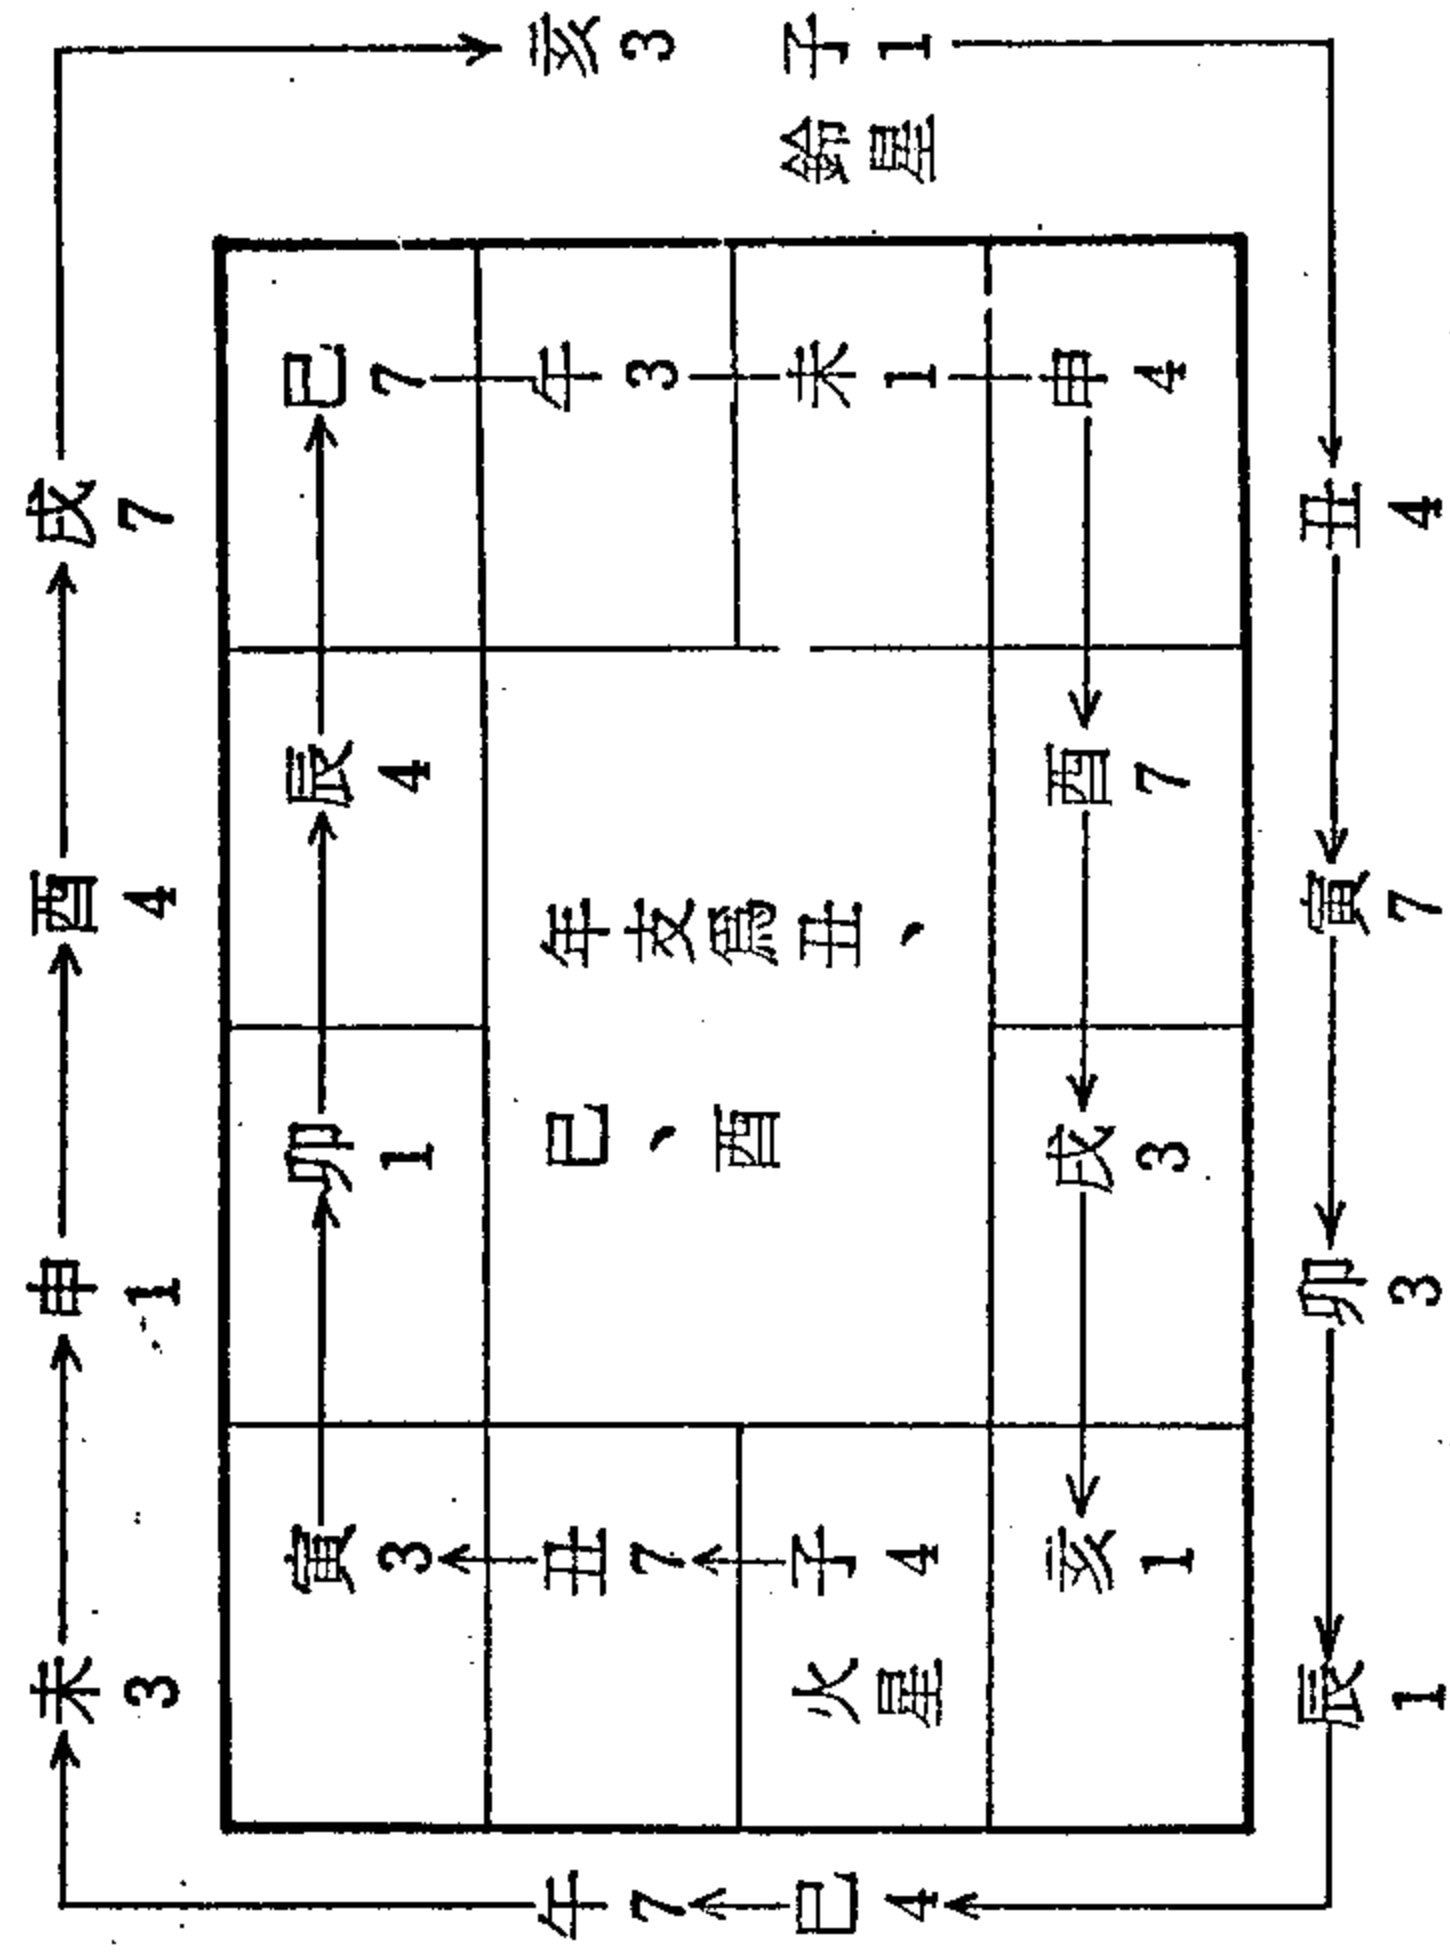 亥3 子1
鈴星
巳7 午3 未1 申4
戌7 丑4
辰4 酉7
酉4 年支爲丑、 寅7
卯1 巳、酉 戌3
申1 卯3
寅3 丑7 子4 亥1
未3 火星 辰1
午7 巳4